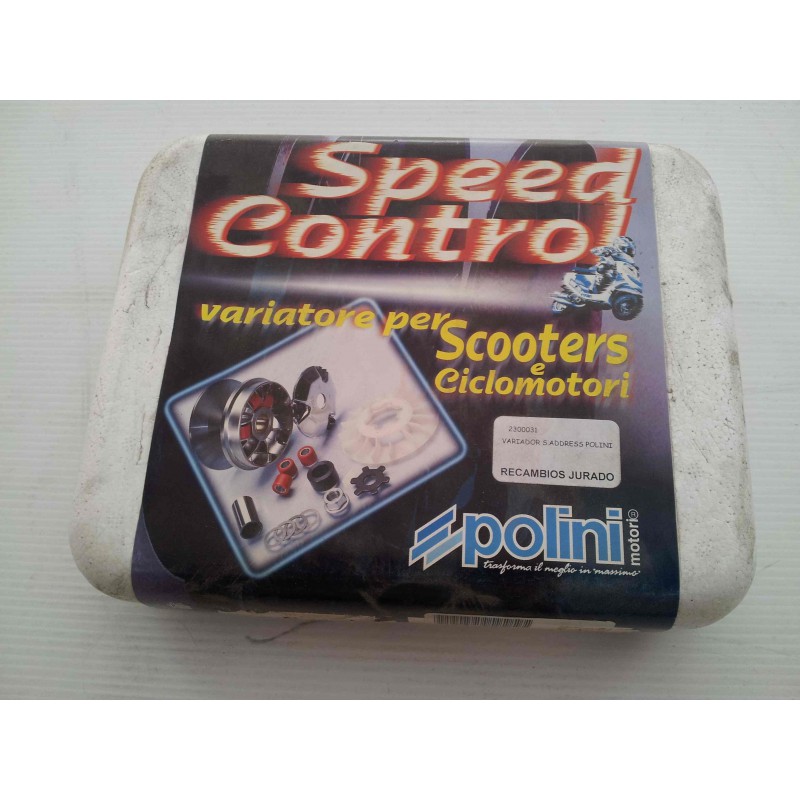 Speed
Control
variatore per
Scooters
e
Ciclomotori
2300031
VARIADOR S.ADDRESS POLINI
RECAMBIOS JURADO
polini
motori®
trasforma il meglio in "massimo"